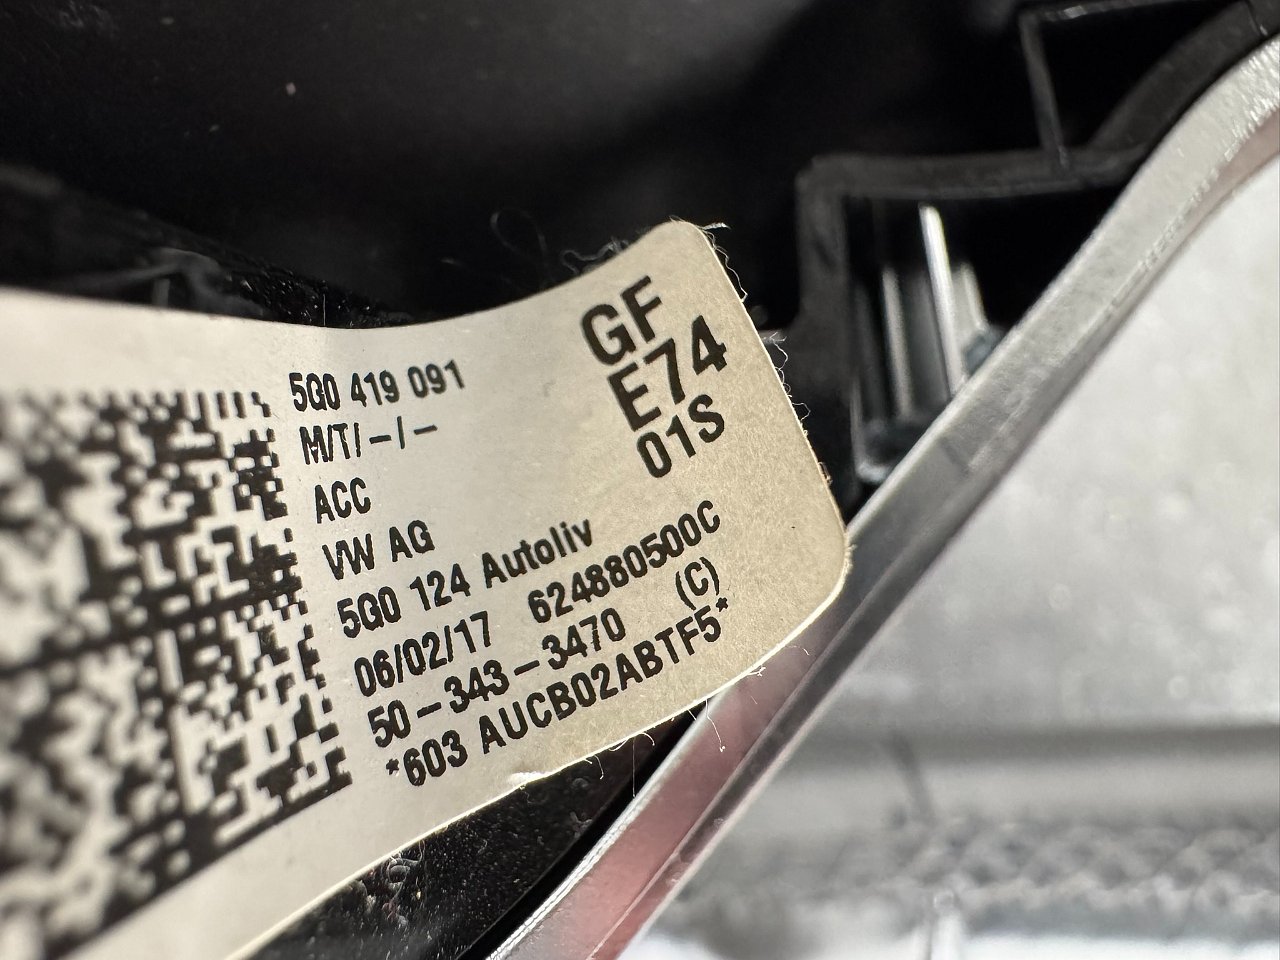 GF
E74
01S
5G0 419 091
M/T/-/-
ACC
VW AG
5G0 124 Autoliv
06/02/17 624880500C
50-343-3470 (C)
*603 AUCB02ABTF5*